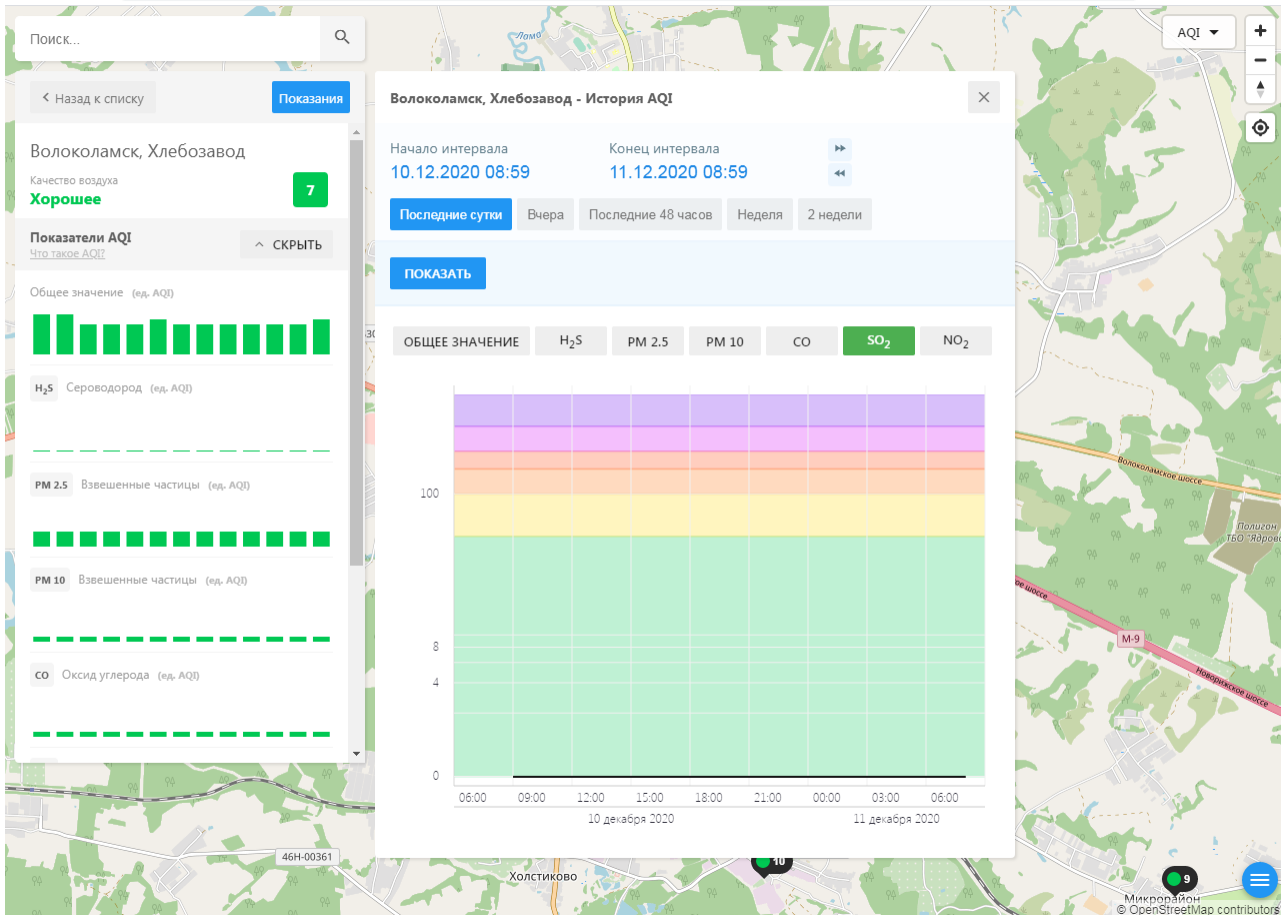 Поиск...
Ломо
AQI
Назад к списку
Показания
Волоколамск, Хлебозавод
Качество воздуха
Хорошее
7
Показатели AQI
Что такое AQI?
СКРЫТЬ
Общее значение (ед. AQI)
H2S Сероводород (ед. AQI)
PM 2.5 Взвешенные частицы (ед. AQI)
PM 10 Взвешенные частицы (ед. AQI)
CO Оксид углерода (ед. AQI)
Волоколамск, Хлебозавод - История AQI
Начало интервала
10.12.2020 08:59
Конец интервала
11.12.2020 08:59
Последние сутки
Вчера
Последние 48 часов
Неделя
2 недели
ПОКАЗАТЬ
ОБЩЕЕ ЗНАЧЕНИЕ
H2S
PM 2.5
PM 10
CO
SO2
NO2
100
8
4
0
06:00 09:00 12:00 15:00 18:00 21:00 00:00 03:00 06:00
10 декабря 2020 11 декабря 2020
Волоколамское шоссе
Полигон
ТБО "Ядрово
ое шоссе
М-9
Новорижское шоссе
46Н-00361
10
Холстиково
9
Микрорайон
© OpenStreetMap contributors